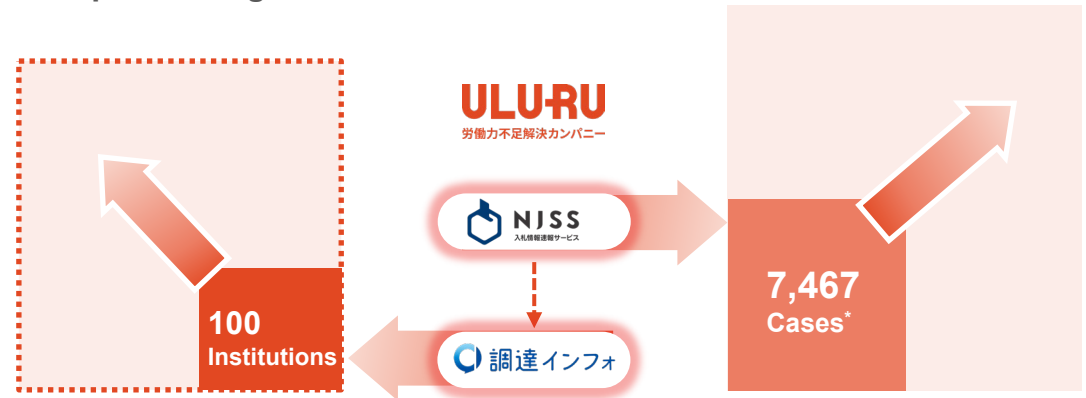 ULURU
労働力不足解決カンパニー
NJSS
入札情報速報サービス
調達インフォ
100
Institutions
7,467
Cases*